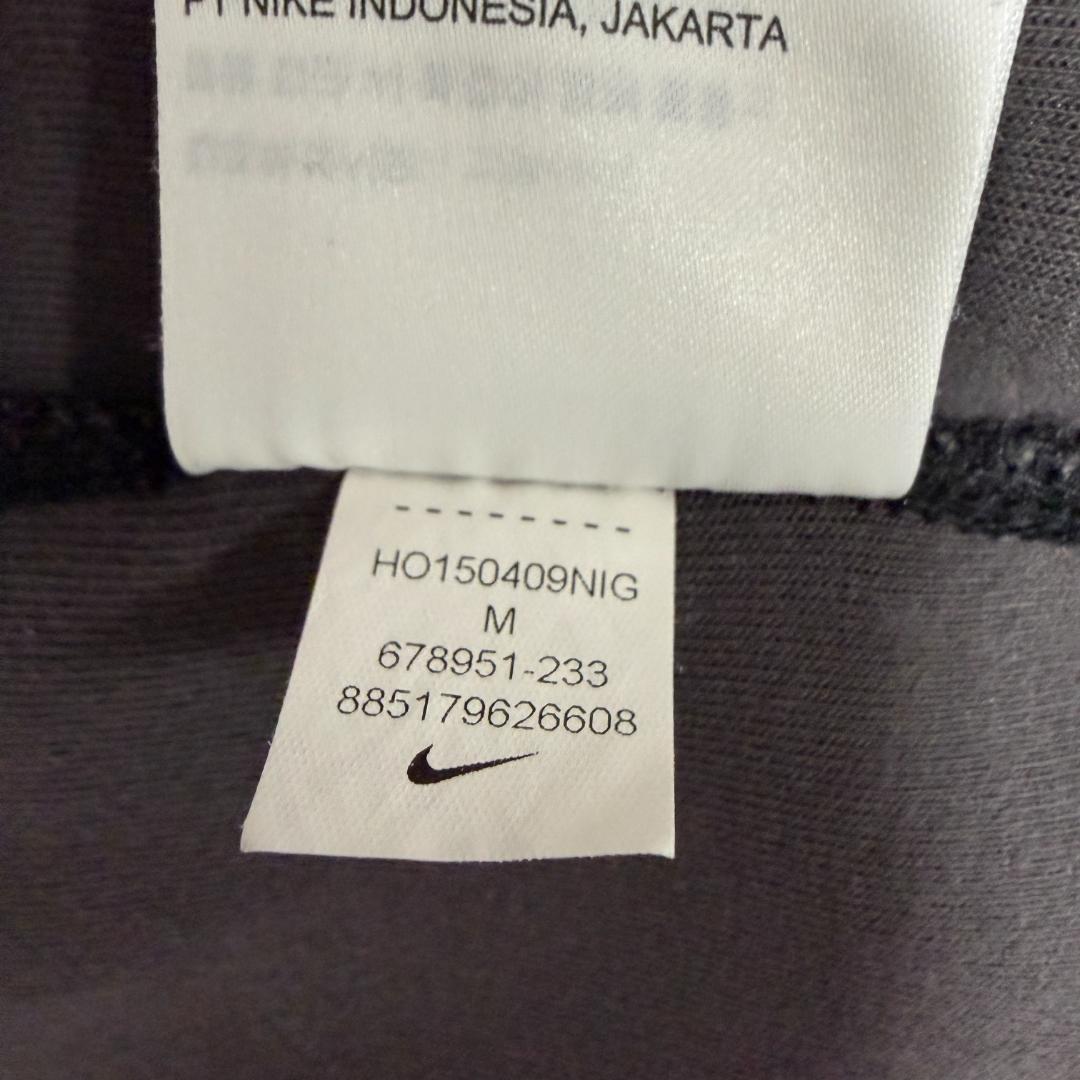 PT NIKE INDONESIA, JAKARTA
--------
HO150409NIG
M
678951-233
885179626608